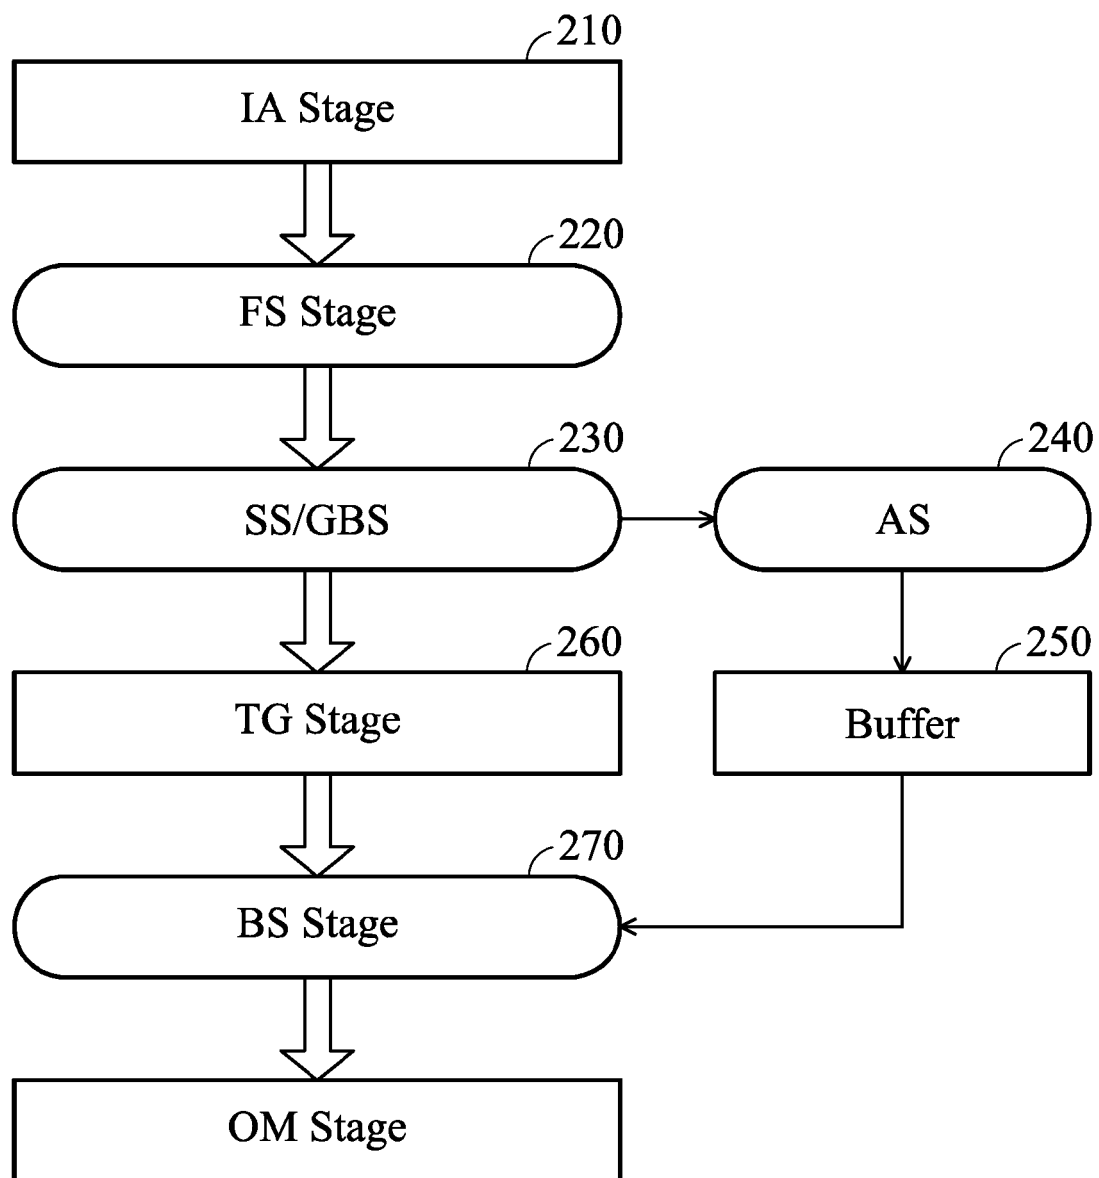 210
IA Stage
220
FS Stage
230
240
SS/GBS
AS
260
250
TG Stage
Buffer
270
BS Stage
OM Stage